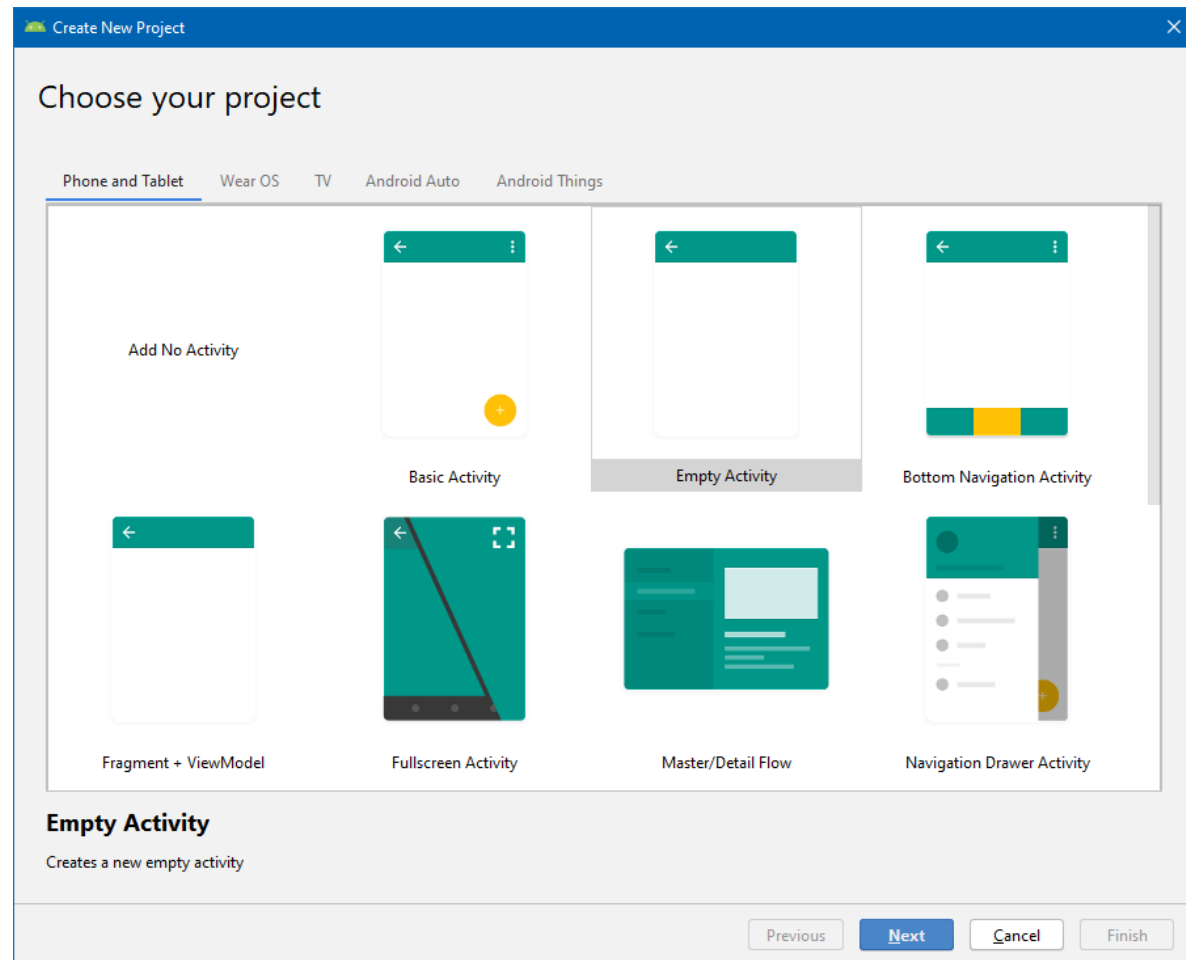 Create New Project
Choose your project
Phone and Tablet Wear OS TV Android Auto Android Things
Add No Activity
Basic Activity
Empty Activity
Bottom Navigation Activity
Fragment + ViewModel
Fullscreen Activity
Master/Detail Flow
Navigation Drawer Activity
Empty Activity
Creates a new empty activity
Previous Next Cancel Finish